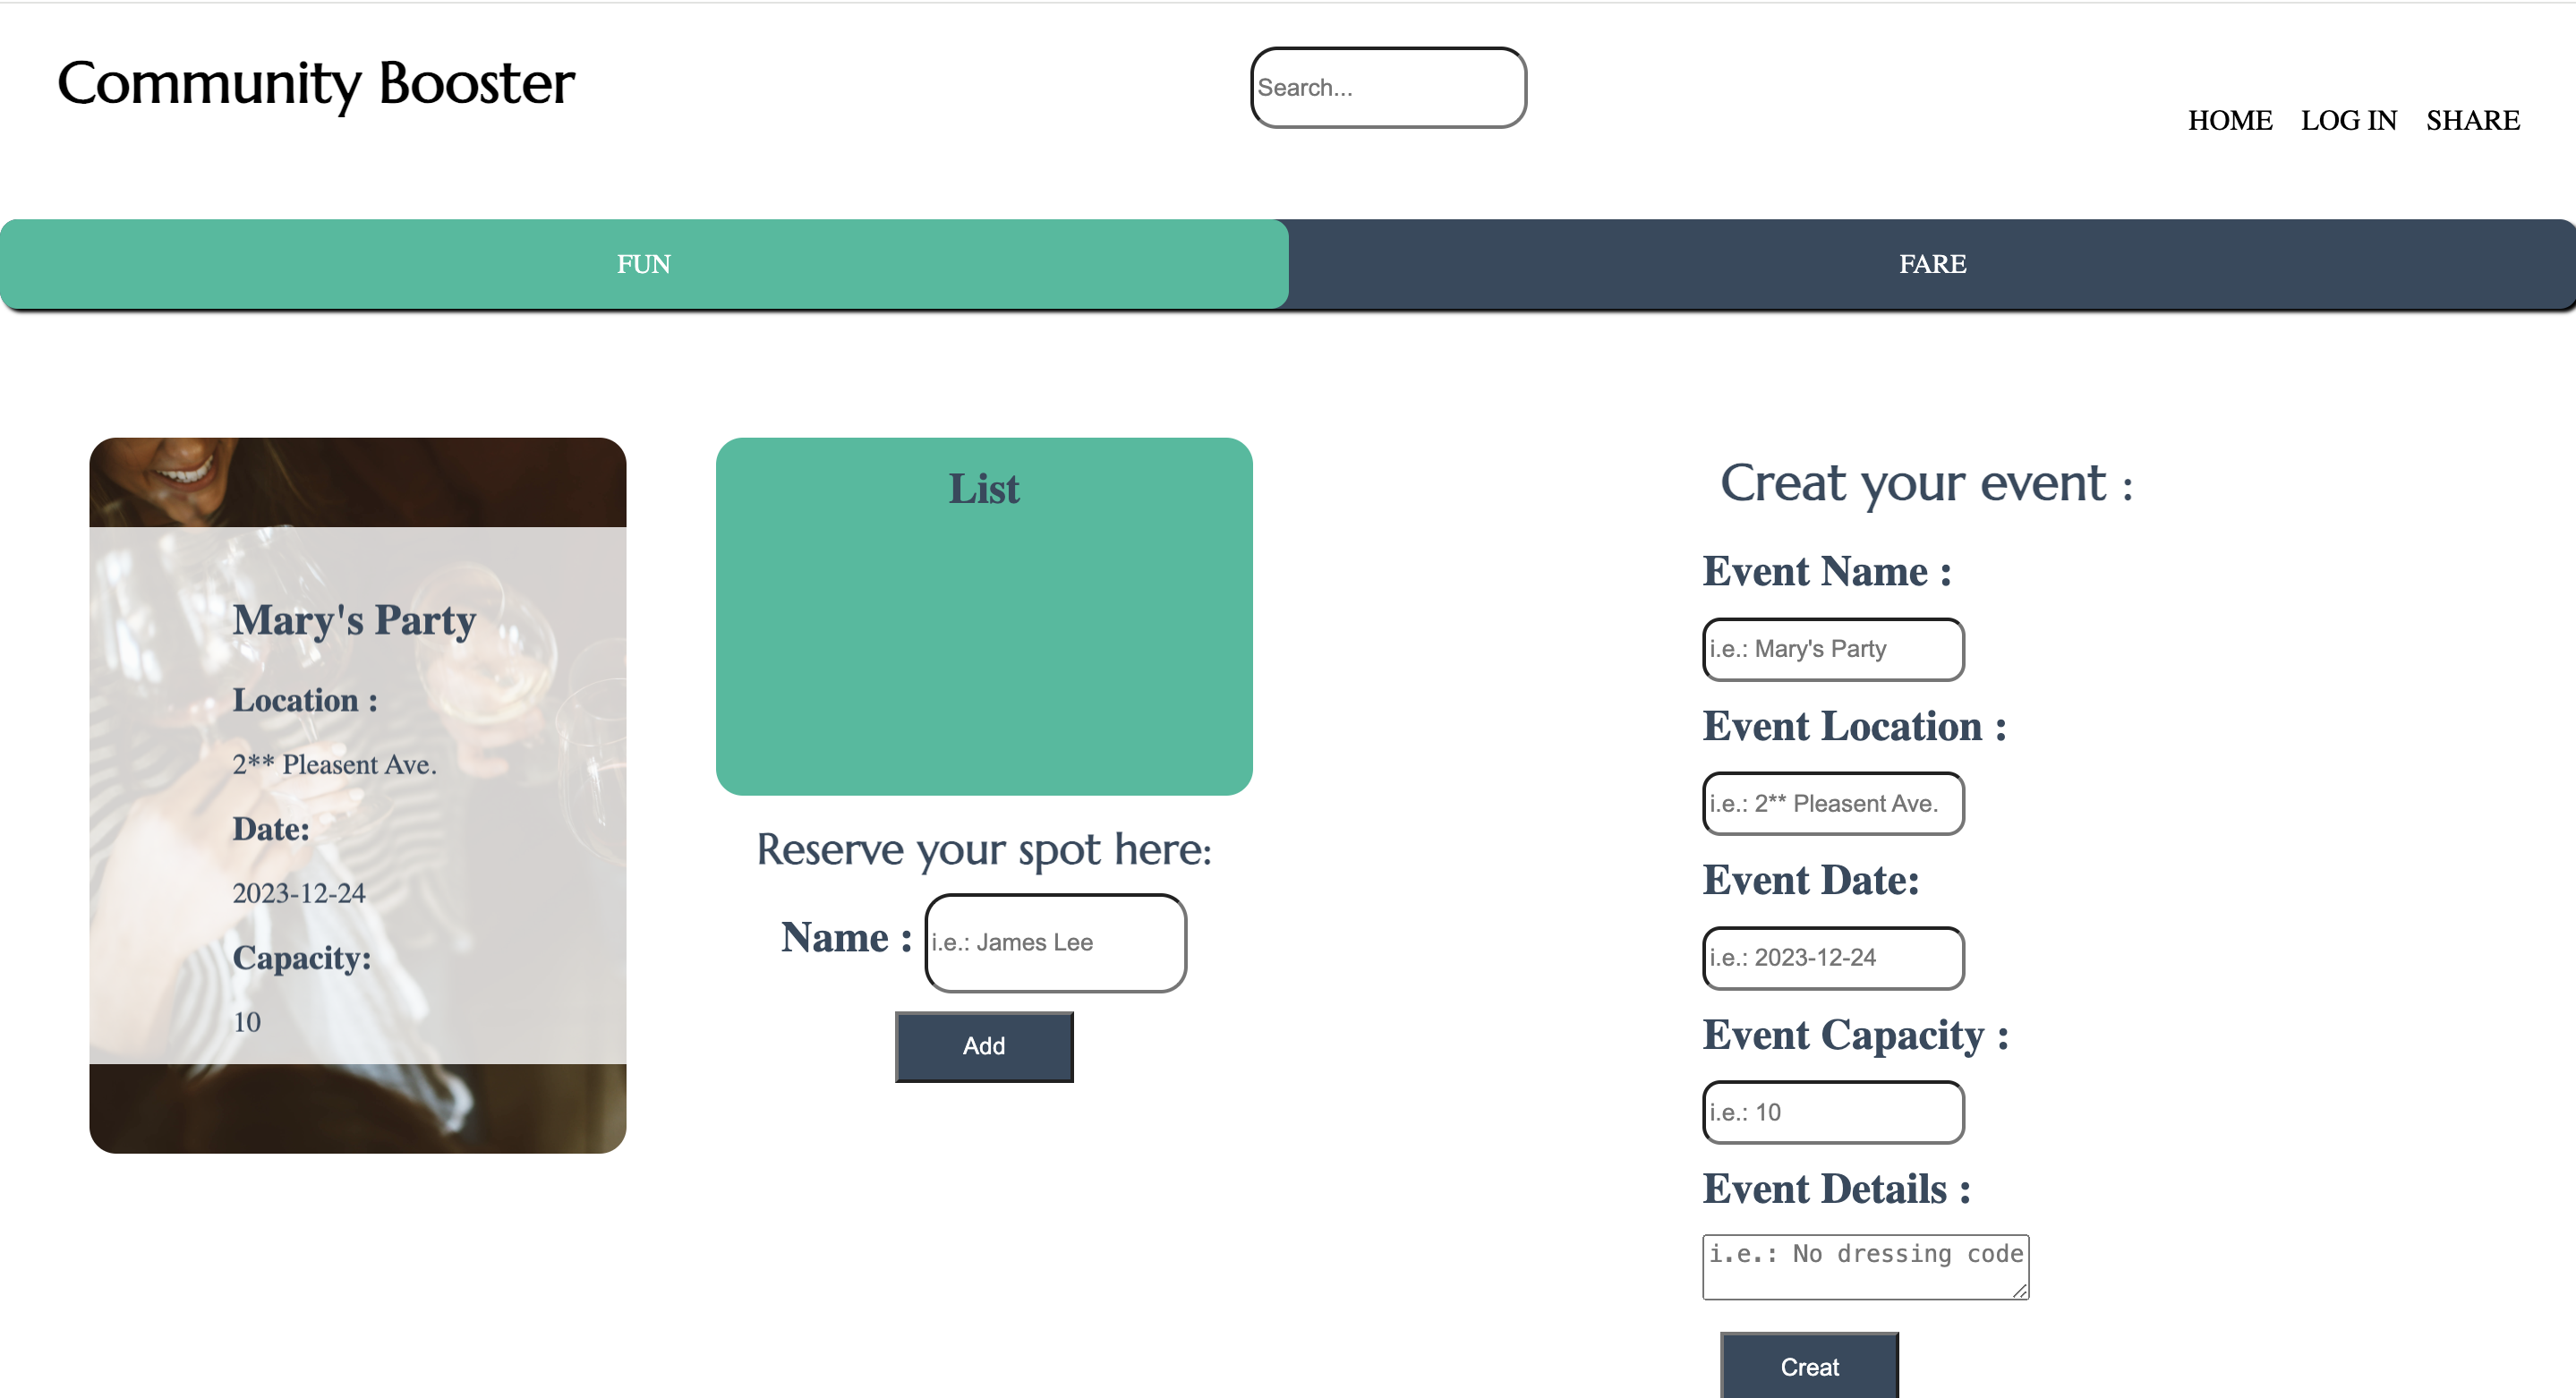 Community Booster
Search...
HOME LOG IN SHARE
FUN
FARE
Mary's Party
Location :
2** Pleasent Ave.
Date:
2023-12-24
Capacity:
10
List
Reserve your spot here:
Name :
i.e.: James Lee
Add
Creat your event :
Event Name :
i.e.: Mary's Party
Event Location :
i.e.: 2** Pleasent Ave.
Event Date:
i.e.: 2023-12-24
Event Capacity :
i.e.: 10
Event Details :
i.e.: No dressing code
Creat